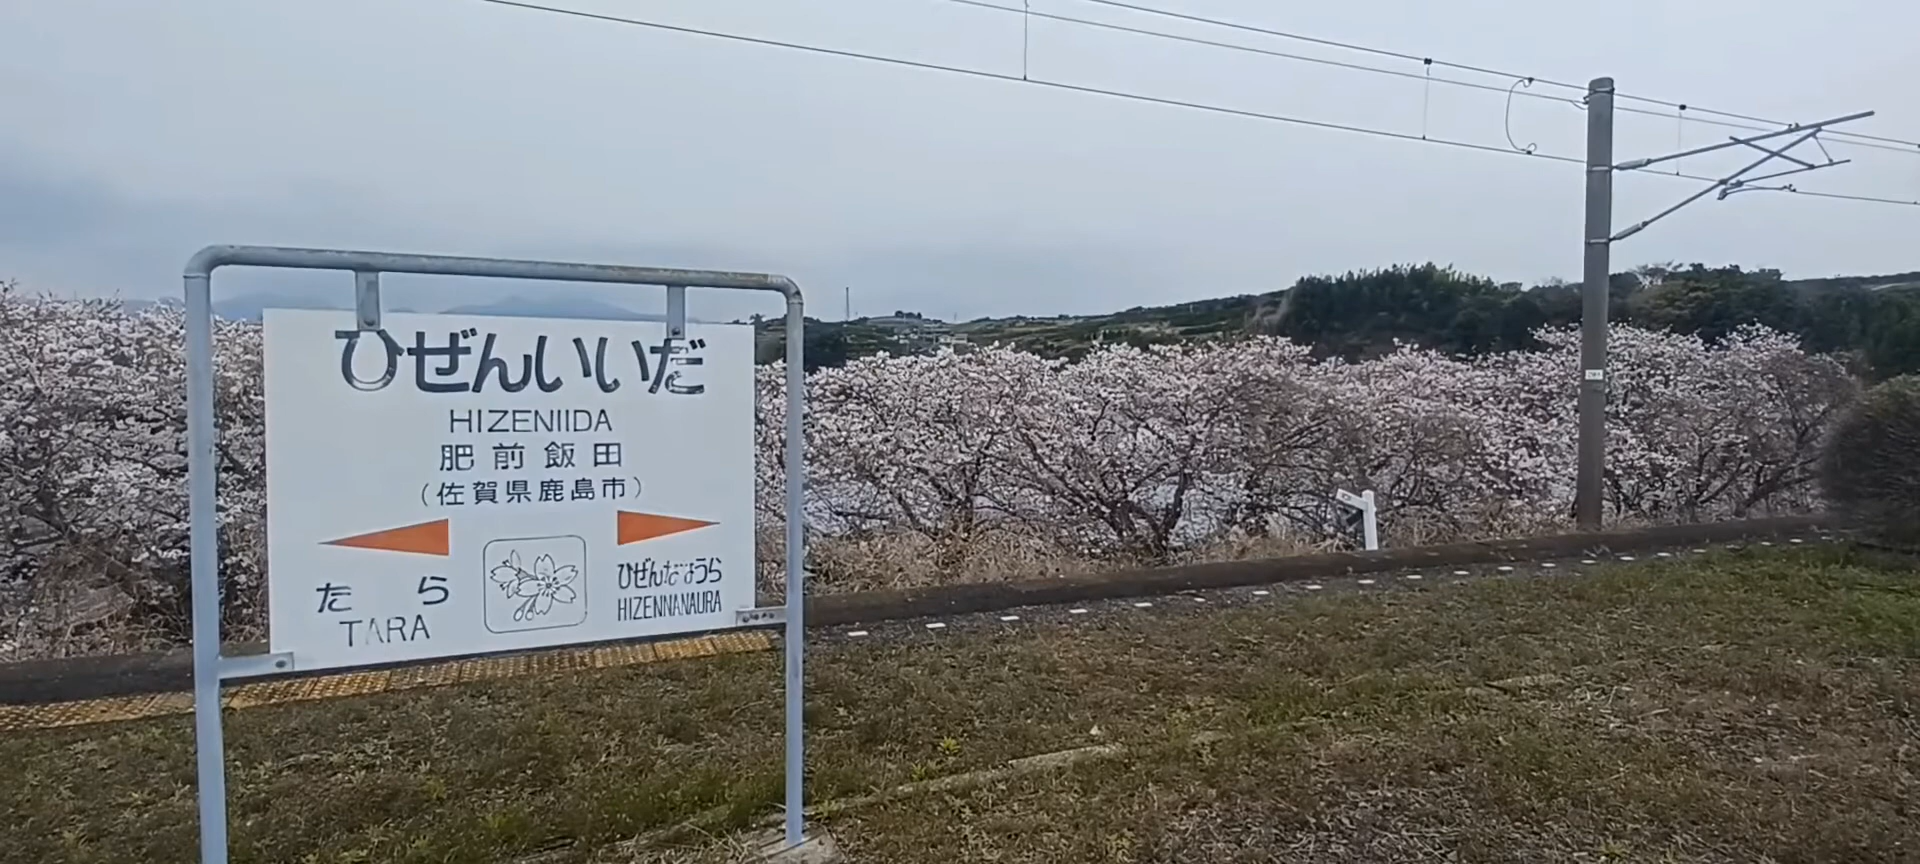 ひぜんいいだ
HIZENIIDA
肥前飯田
（佐賀県鹿島市）
たら
TARA
ひぜんななうら
HIZENNANAURA